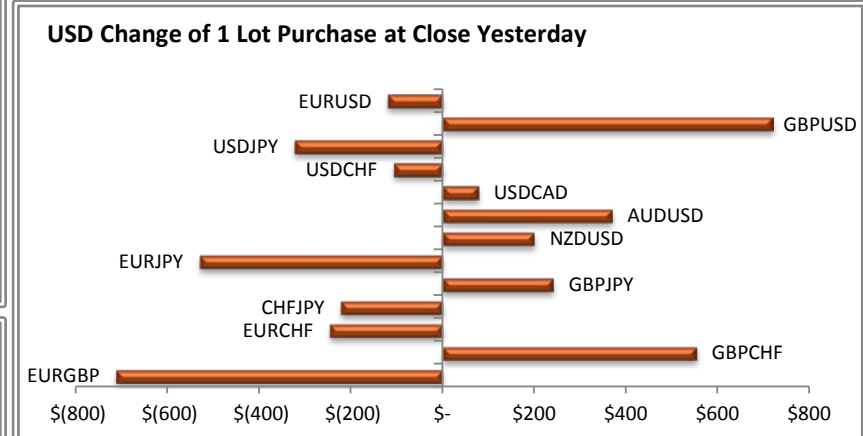 USD Change of 1 Lot Purchase at Close Yesterday
EURUSD
GBPUSD
USDJPY
USDCHF
USDCAD
AUDUSD
NZDUSD
EURJPY
GBPJPY
CHFJPY
EURCHF
GBPCHF
EURGBP
$(800) $(600) $(400) $(200) $- $200 $400 $600 $800